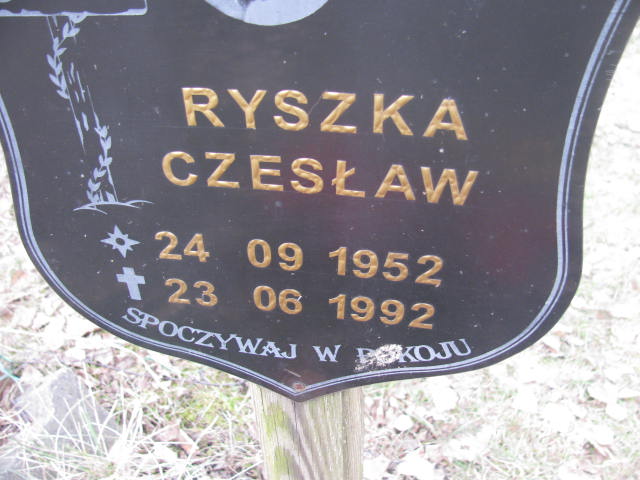 RYSZKA
CZESŁAW
24 09 1952
23 06 1992
SPOCZYWAJ W POKOJU